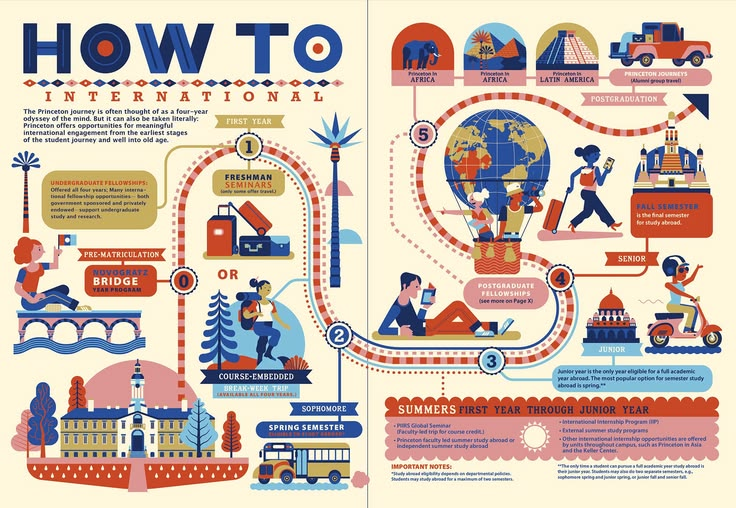 HOW TO
INTERNATIONAL
The Princeton journey is often thought of as a four-year
odyssey of the mind. But it can also be taken literally:
Princeton offers opportunities for meaningful
international engagement from the earliest stages
of the student journey and well into old age.
FIRST YEAR
1
FRESHMAN
SEMINARS
(only some offer travel.)
UNDERGRADUATE FELLOWSHIPS:
Offered all four years; Many interna-
tional fellowship opportunities—both
government sponsored and privately
endowed—support undergraduate
study and research.
PRE-MATRICULATION
NOVOGRATZ
BRIDGE
YEAR PROGRAM
0
OR
COURSE-EMBEDDED
BREAK-WEEK TRIP
(AVAILABLE ALL FOUR YEARS.)
2
SOPHOMORE
SPRING SEMESTER
Princeton in
AFRICA
Princeton in
AFRICA
Princeton in
LATIN AMERICA
PRINCETON JOURNEYS
(Alumni group travel)
POSTGRADUATION
5
FALL SEMESTER
is the final semester
for study abroad.
SENIOR
4
POSTGRADUATE
FELLOWSHIPS
(see more on Page X)
3
JUNIOR
Junior year is the only year eligible for a full academic
year abroad. The most popular option for semester study
abroad is spring.**
SUMMERS FIRST YEAR THROUGH JUNIOR YEAR
• PIIRS Global Seminar
(Faculty-led trip for course credit.)
• Princeton faculty led summer study abroad or
independent summer study abroad
• International Internship Program (IIP)
• External summer study programs
• Other international internship opportunities are offered
by units throughout campus, such as Princeton in Asia
and the Keller Center.
IMPORTANT NOTES:
*Study abroad eligibility depends on departmental policies.
Students may study abroad for a maximum of two semesters.
**The only time a student can pursue a full academic year study abroad is
their junior year. Students may also do two separate semesters, e.g.,
sophomore spring and junior spring, or junior fall and senior fall.